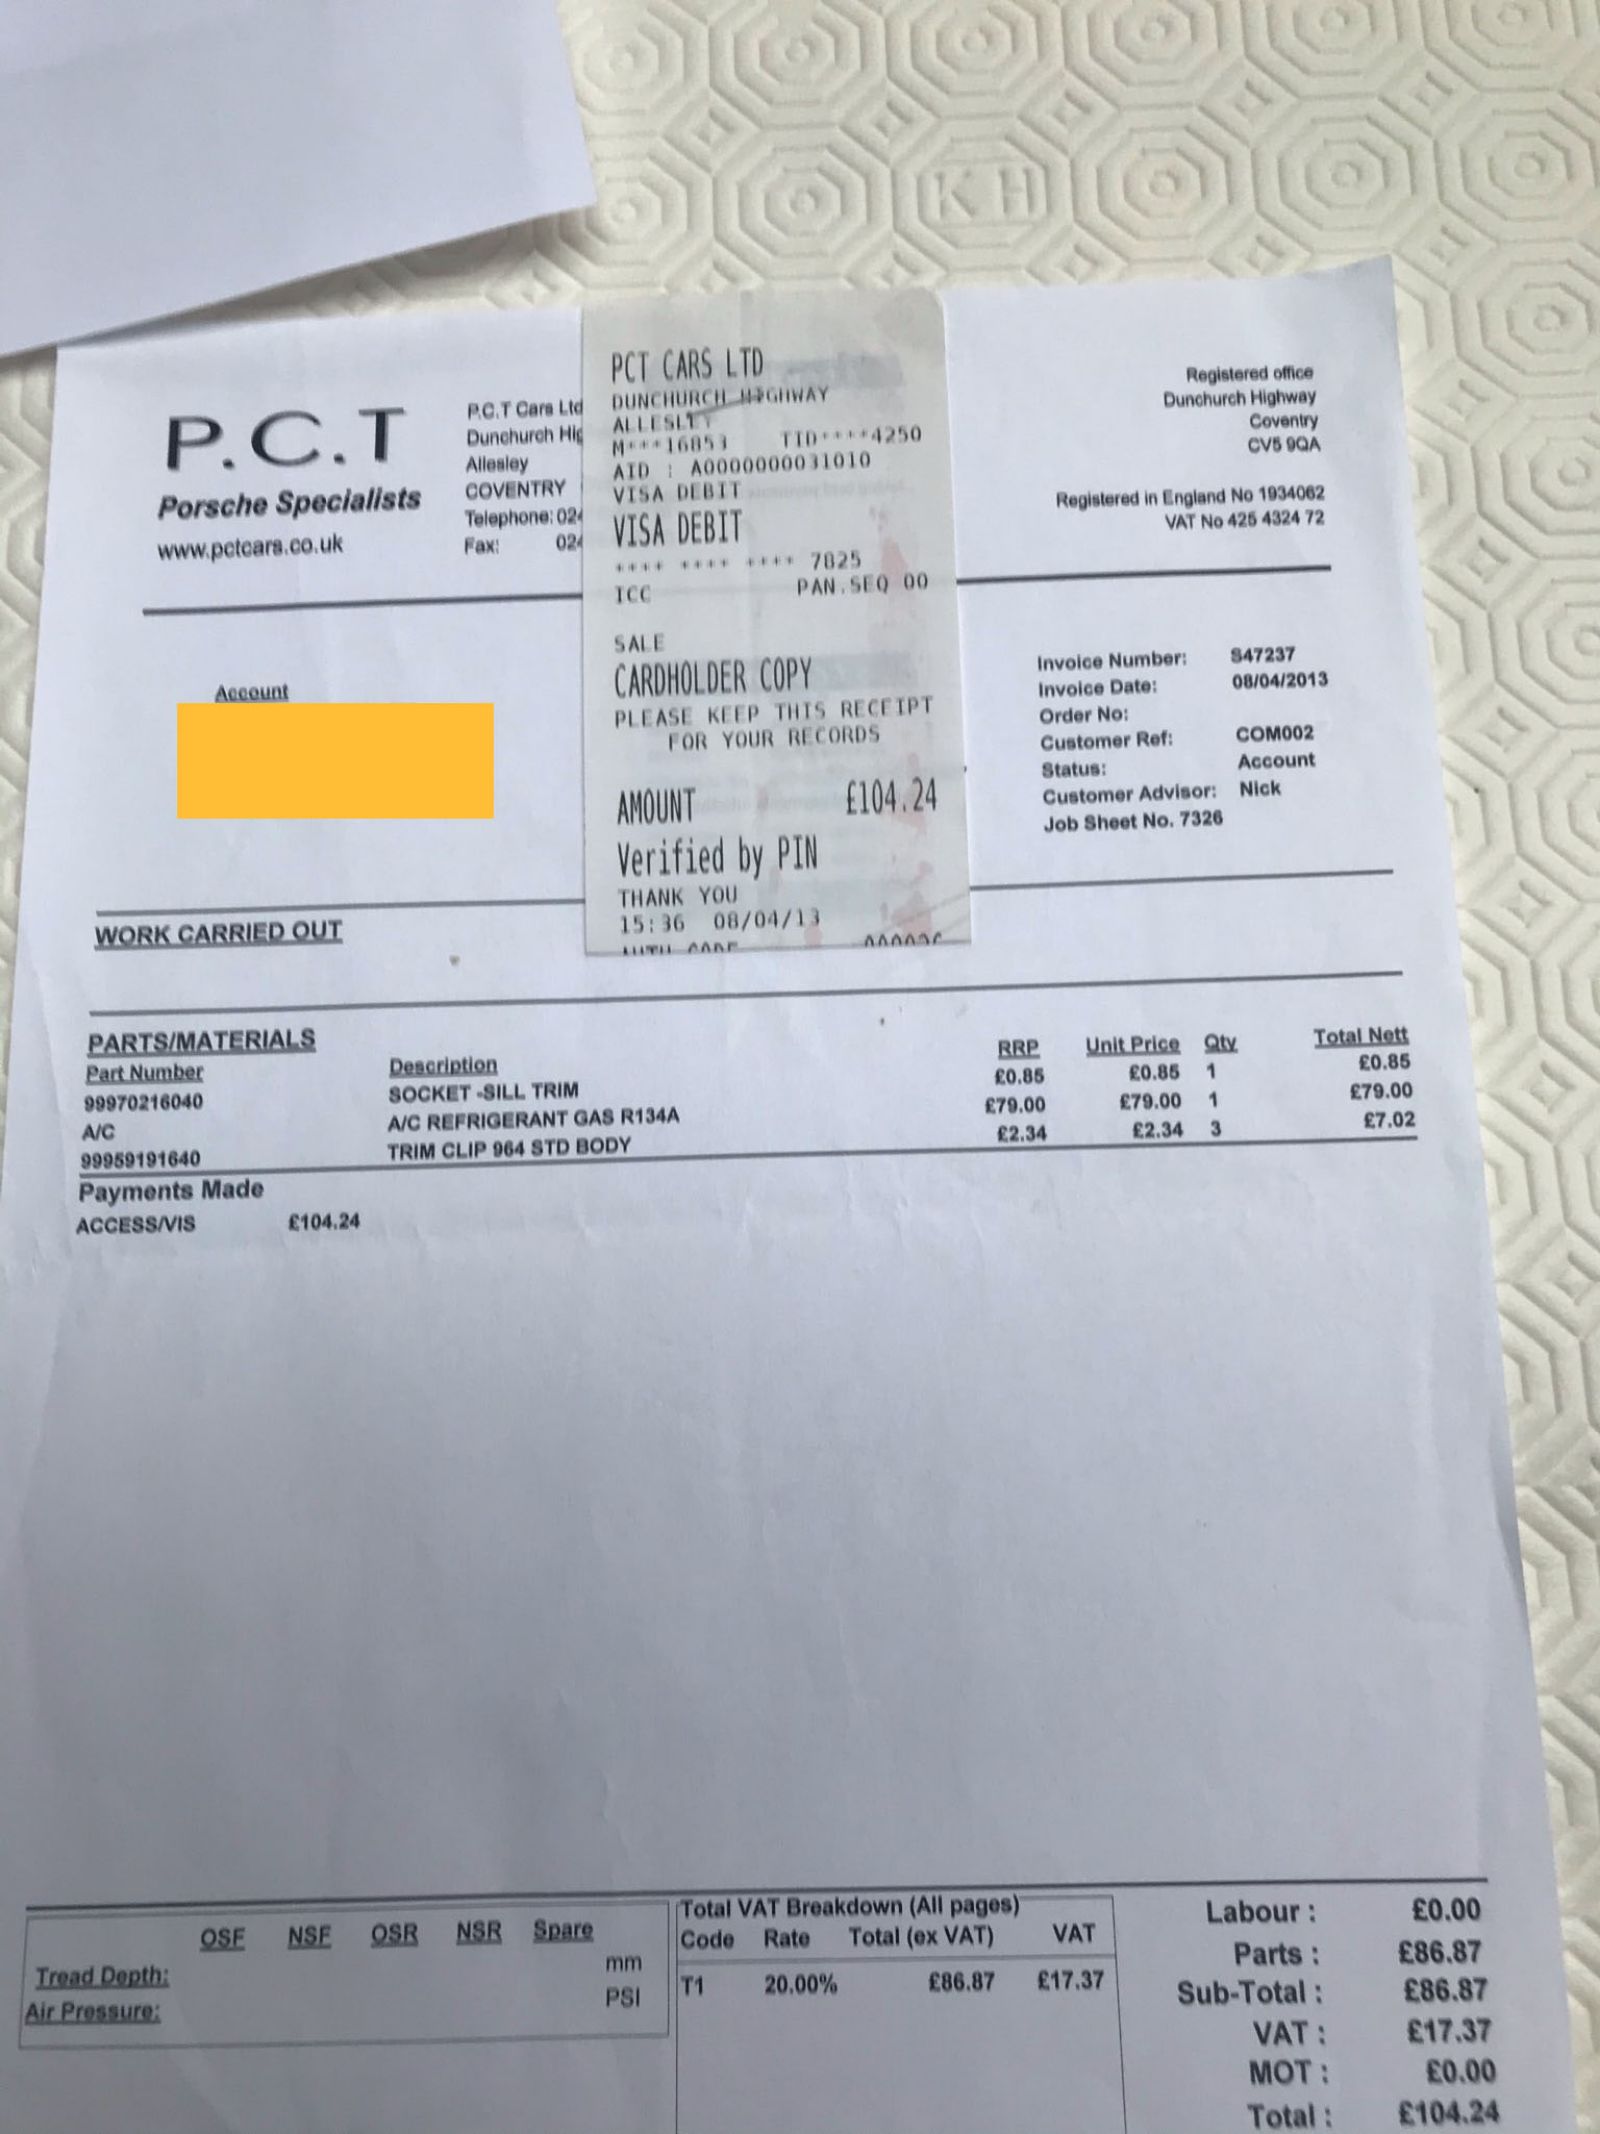 KH
P.C.T
Porsche Specialists
www.pctcars.co.uk
P.C.T Cars Ltd
Dunchurch Hig
Allesley
COVENTRY
Telephone: 024
Fax: 024
PCT CARS LTD
DUNCHURCH HIGHWAY
ALLESLEY
M***16853 TID****4250
AID : A0000000031010
VISA DEBIT
VISA DEBIT
**** **** **** 7825
ICC PAN.SEQ 00
SALE
CARDHOLDER COPY
PLEASE KEEP THIS RECEIPT
FOR YOUR RECORDS
AMOUNT £104.24
Verified by PIN
THANK YOU
15:36 08/04/13
AUTH CODE
Registered office
Dunchurch Highway
Coventry
CV5 9QA
Registered in England No 1934062
VAT No 425 4324 72
Account
Invoice Number: S47237
Invoice Date: 08/04/2013
Order No:
Customer Ref: COM002
Status: Account
Customer Advisor: Nick
Job Sheet No. 7326
WORK CARRIED OUT
PARTS/MATERIALS
Part Number Description RRP Unit Price Qty Total Nett
99970216040 SOCKET -SILL TRIM £0.85 £0.85 1 £0.85
A/C A/C REFRIGERANT GAS R134A £79.00 £79.00 1 £79.00
99959191640 TRIM CLIP 964 STD BODY £2.34 £2.34 3 £7.02
Payments Made
ACCESS/VIS £104.24
OSF NSF OSR NSR Spare
Tread Depth: mm
Air Pressure: PSI
Total VAT Breakdown (All pages)
Code Rate Total (ex VAT) VAT
T1 20.00% £86.87 £17.37
Labour : £0.00
Parts : £86.87
Sub-Total : £86.87
VAT : £17.37
MOT : £0.00
Total : £104.24